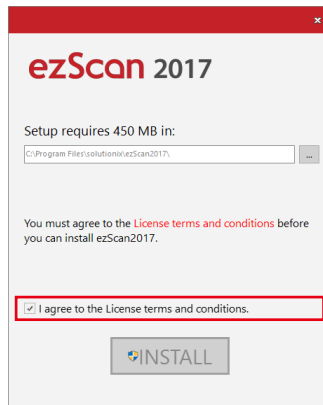 ezScan 2017
Setup requires 450 MB in:
C:\Program Files\solutionix\ezScan2017\
...
You must agree to the License terms and conditions before
you can install ezScan2017.
I agree to the License terms and conditions.
INSTALL